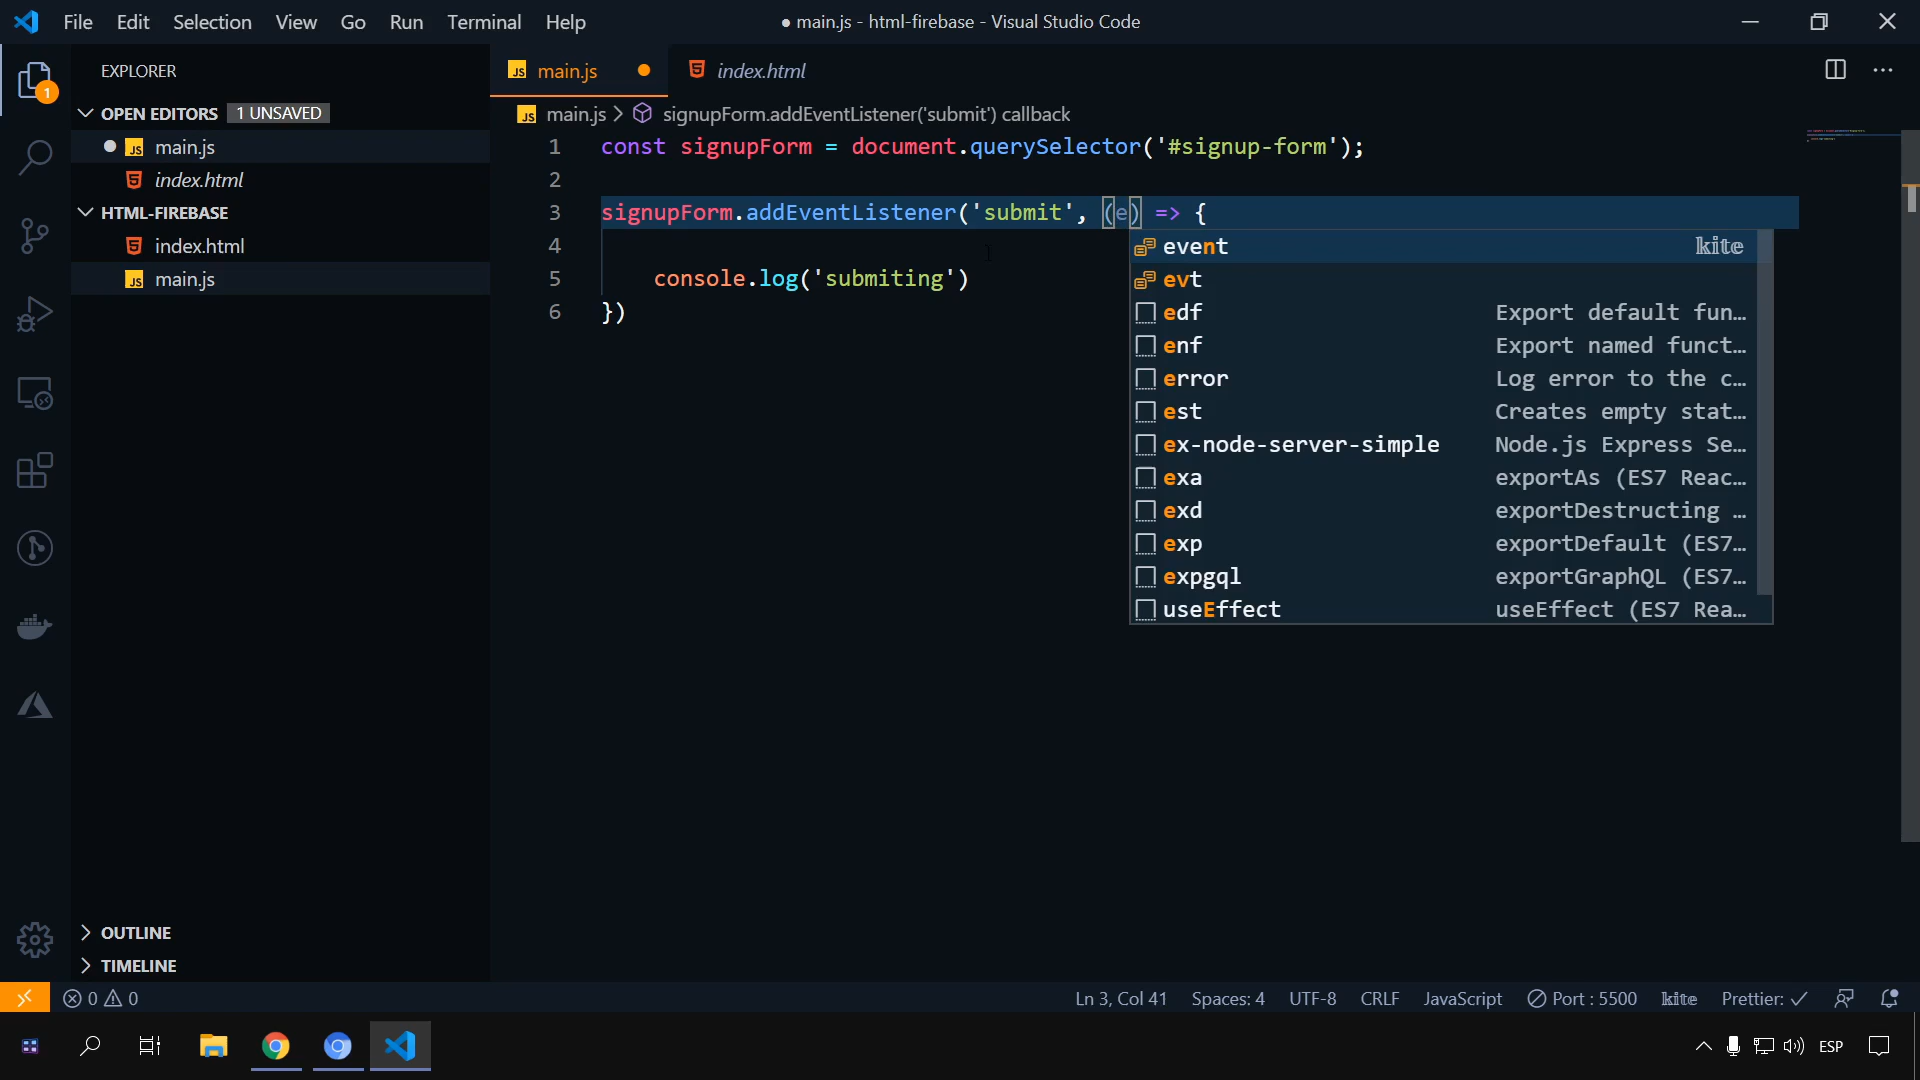 File Edit Selection View Go Run Terminal Help
● main.js - html-firebase - Visual Studio Code
EXPLORER
1
OPEN EDITORS 1 UNSAVED
JS main.js
index.html
HTML-FIREBASE
index.html
JS main.js
OUTLINE
TIMELINE
JS main.js
index.html
JS main.js > signupForm.addEventListener('submit') callback
1 const signupForm = document.querySelector('#signup-form');
2
3 signupForm.addEventListener('submit', (e) => {
4
5 console.log('submiting')
6 })
event kite
evt
edf Export default fun…
enf Export named funct…
error Log error to the c…
est Creates empty stat…
ex-node-server-simple Node.js Express Se…
exa exportAs (ES7 Reac…
exd exportDestructing …
exp exportDefault (ES7…
expgql exportGraphQL (ES7…
useEffect useEffect (ES7 Rea…
0 0 Ln 3, Col 41 Spaces: 4 UTF-8 CRLF JavaScript Port : 5500 kite Prettier: ✓
ESP